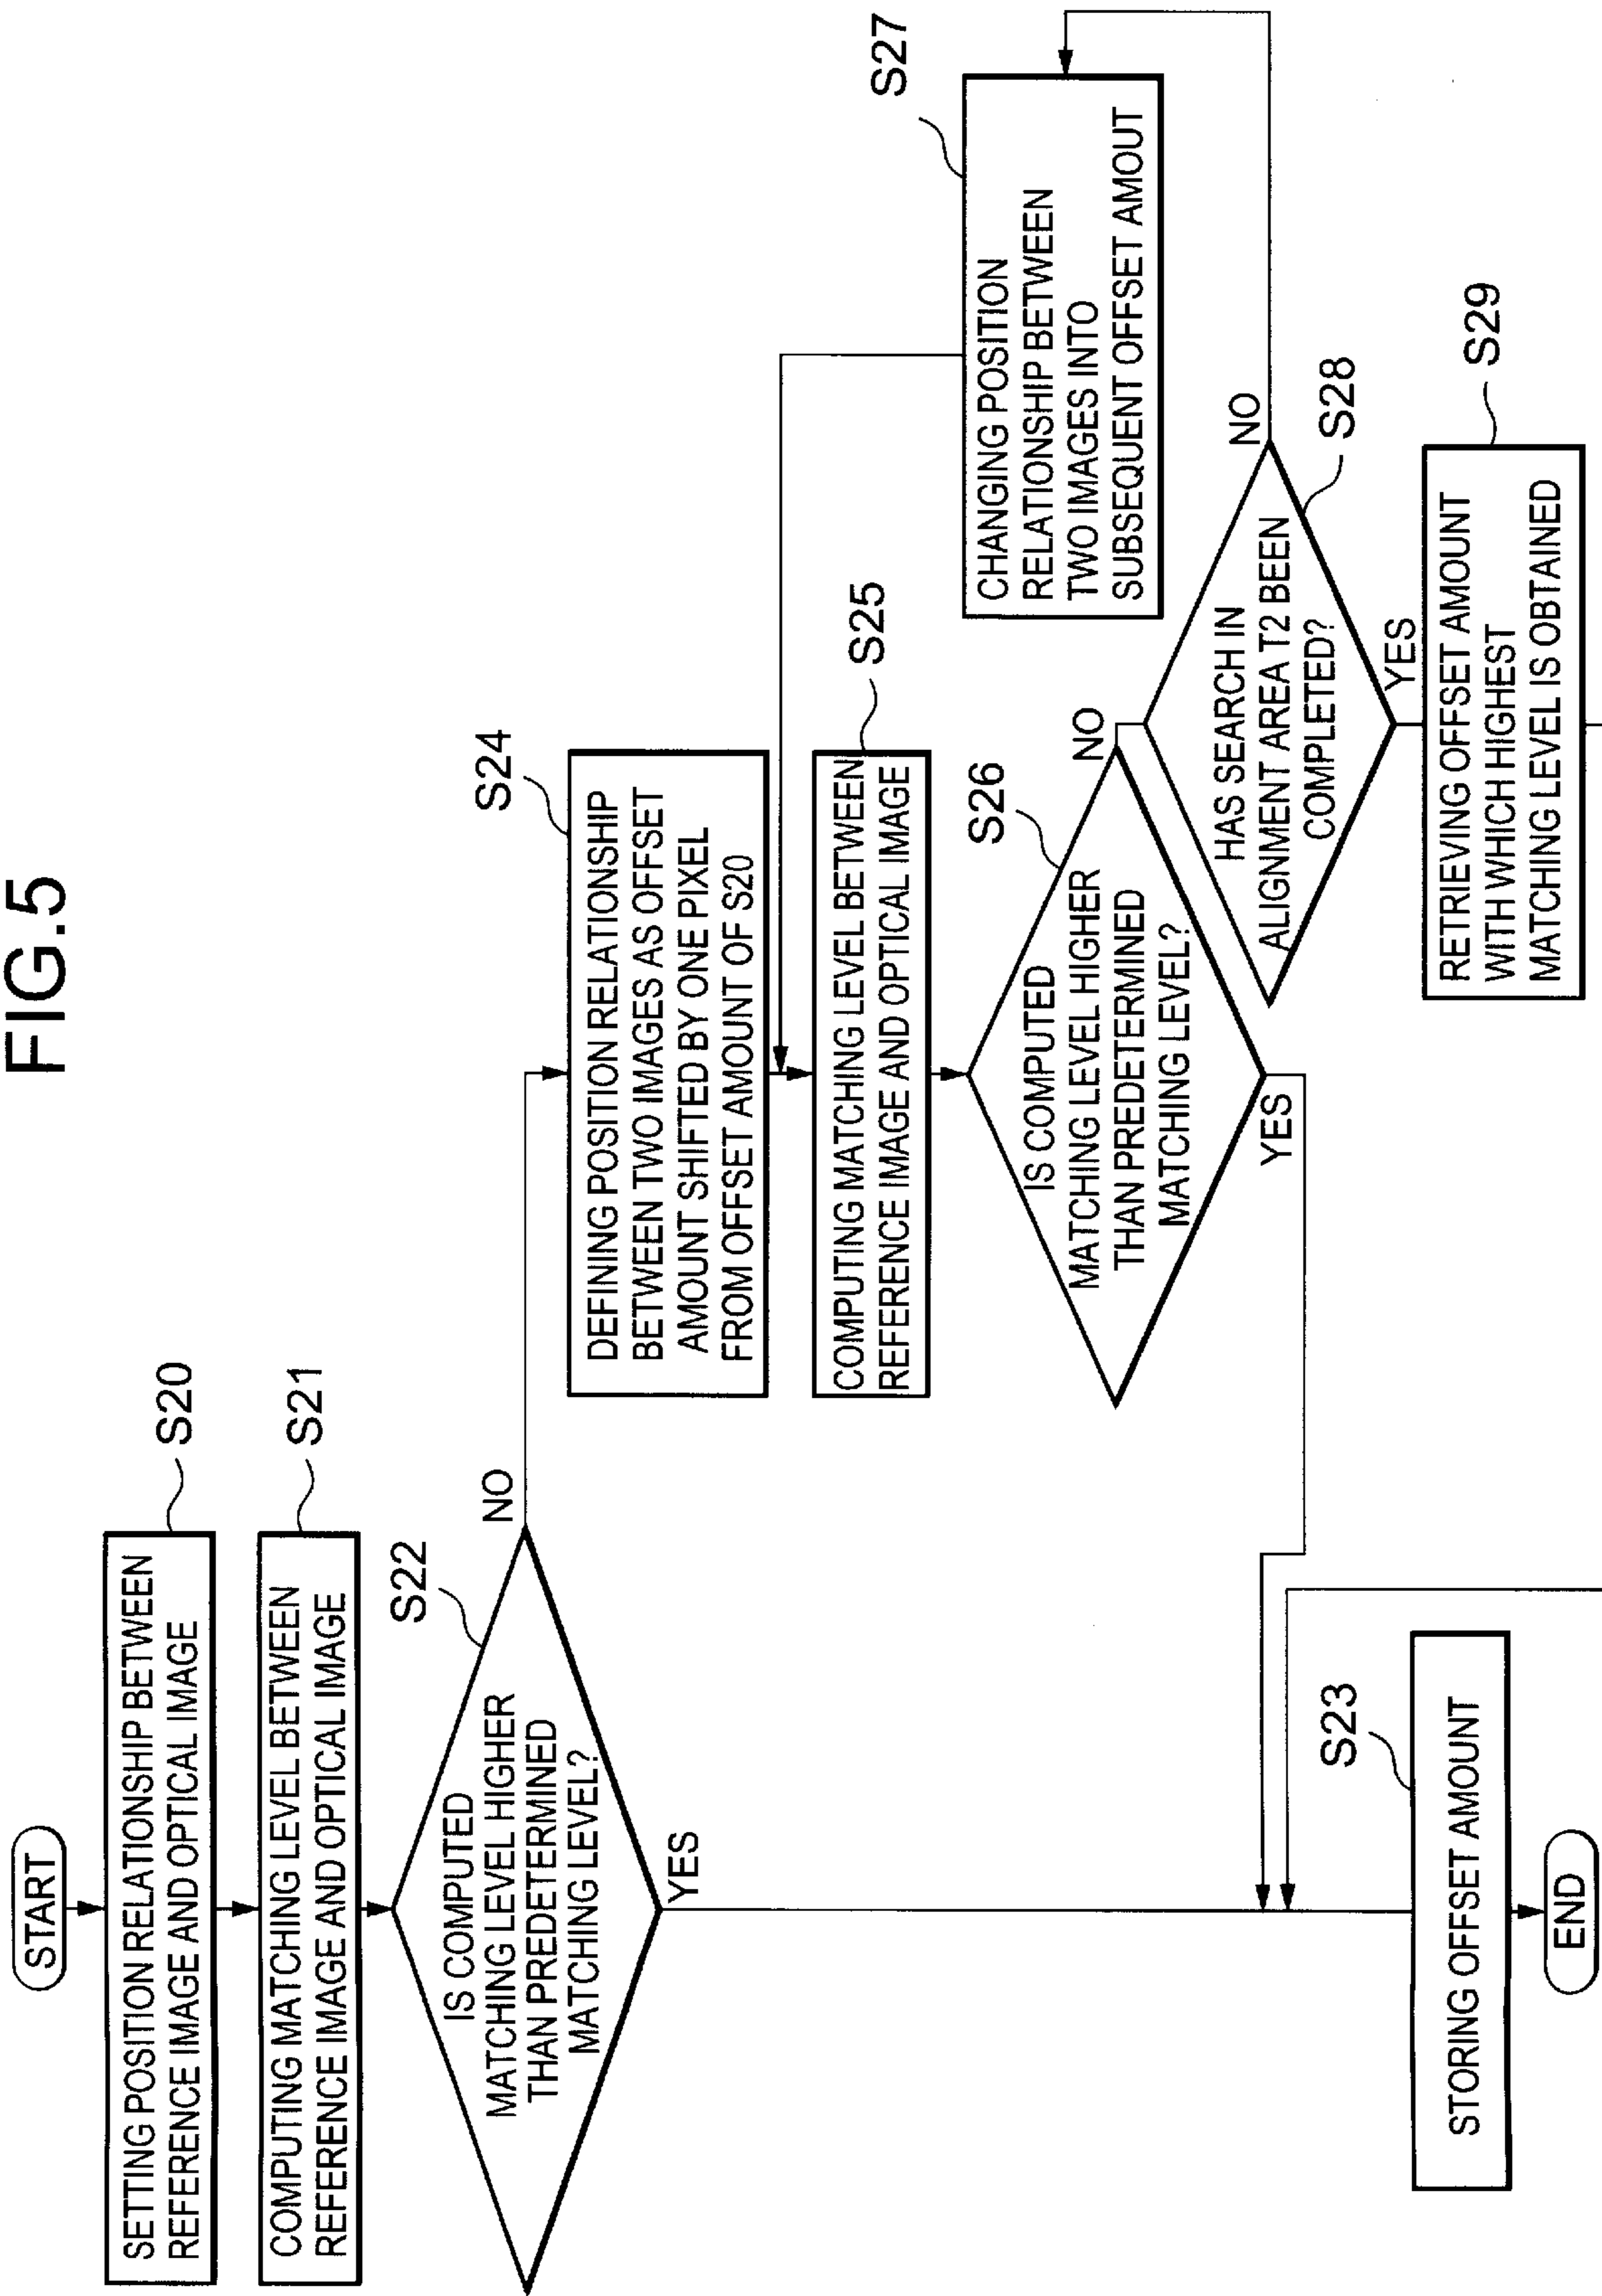 FIG.5
START
SETTING POSITION RELATIONSHIP BETWEEN
REFERENCE IMAGE AND OPTICAL IMAGE
S20
COMPUTING MATCHING LEVEL BETWEEN
REFERENCE IMAGE AND OPTICAL IMAGE
S21
IS COMPUTED
MATCHING LEVEL HIGHER
THAN PREDETERMINED
MATCHING LEVEL?
S22
NO
YES
DEFINING POSITION RELATIONSHIP
BETWEEN TWO IMAGES AS OFFSET
AMOUNT SHIFTED BY ONE PIXEL
FROM OFFSET AMOUNT OF S20
S24
COMPUTING MATCHING LEVEL BETWEEN
REFERENCE IMAGE AND OPTICAL IMAGE
S25
IS COMPUTED
MATCHING LEVEL HIGHER
THAN PREDETERMINED
MATCHING LEVEL?
S26
NO
YES
CHANGING POSITION
RELATIONSHIP BETWEEN
TWO IMAGES INTO
SUBSEQUENT OFFSET AMOUT
S27
HAS SEARCH IN
ALIGNMENT AREA T2 BEEN
COMPLETED?
S28
NO
YES
RETRIEVING OFFSET AMOUNT
WITH WHICH HIGHEST
MATCHING LEVEL IS OBTAINED
S29
STORING OFFSET AMOUNT
S23
END